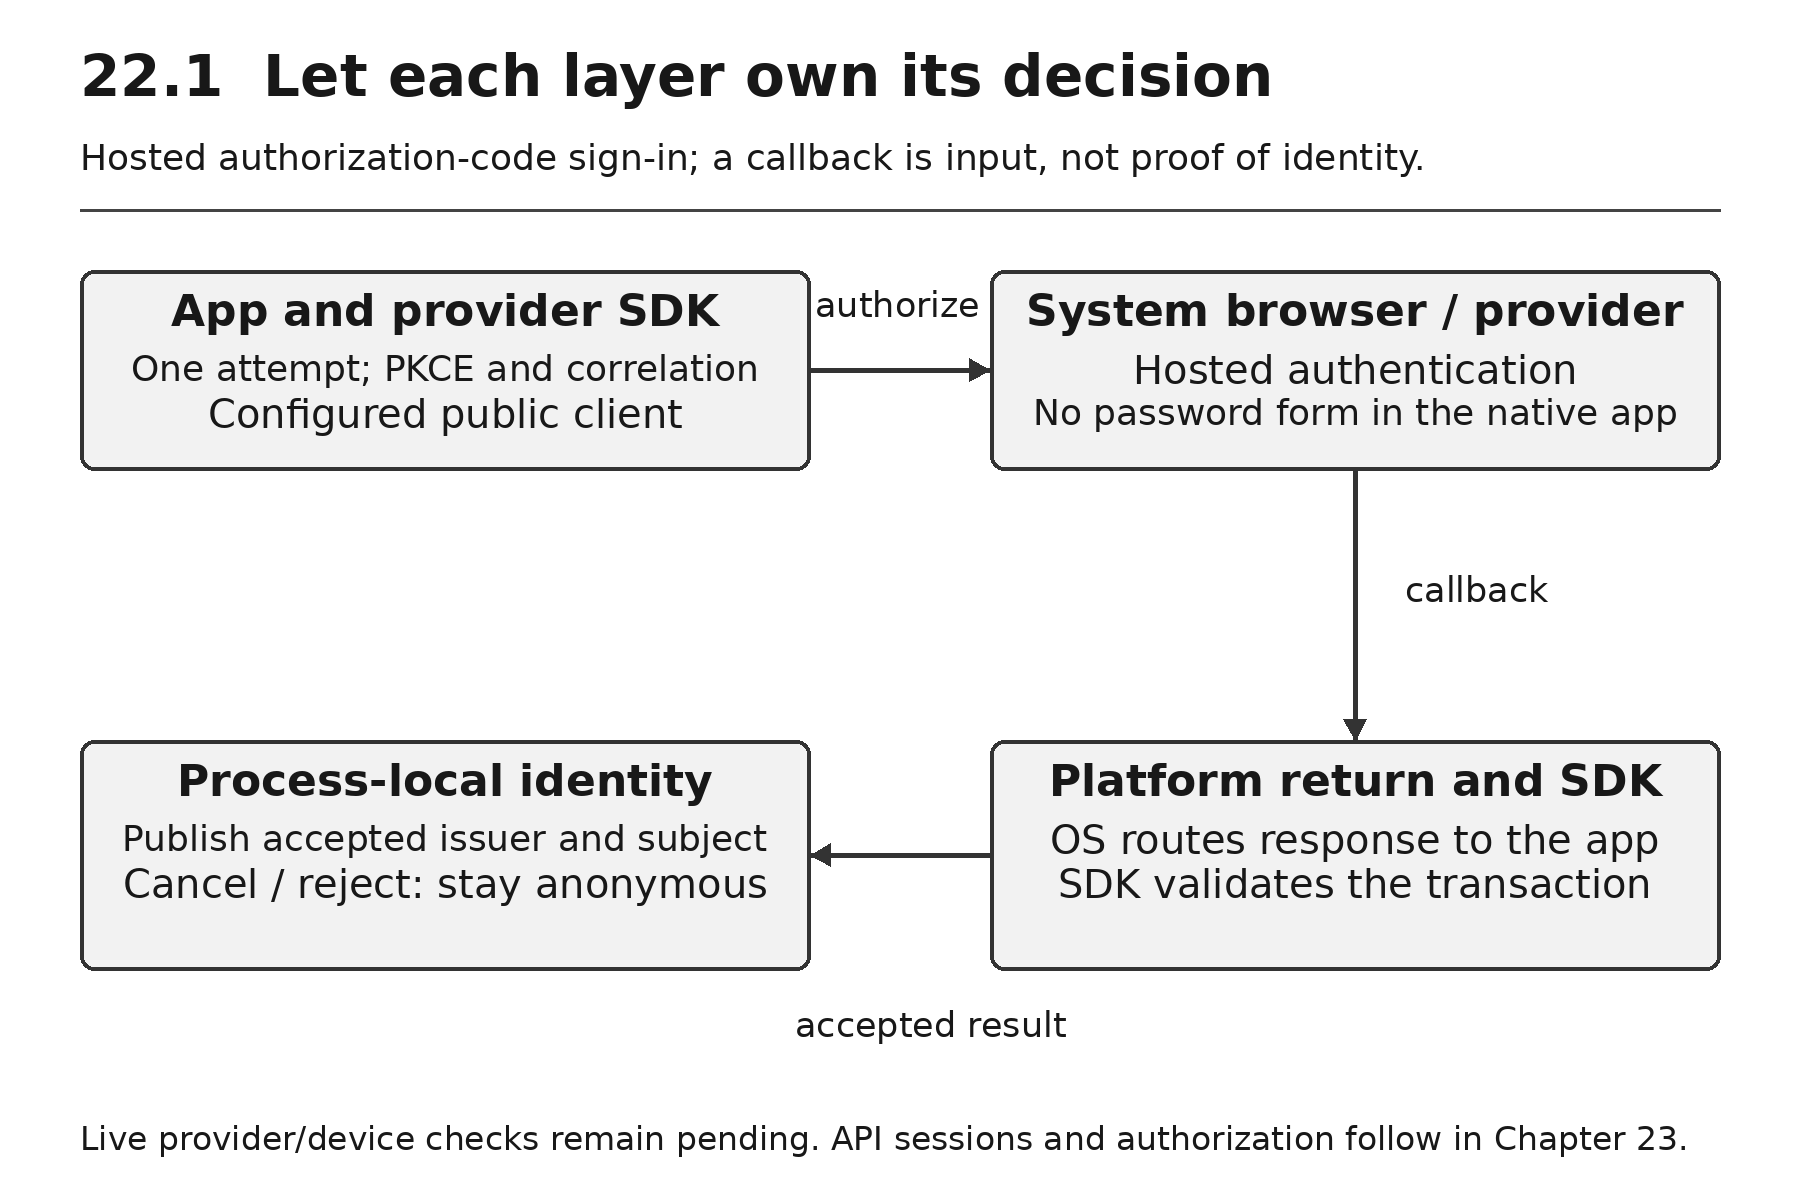 22.1 Let each layer own its decision
Hosted authorization-code sign-in; a callback is input, not proof of identity.
App and provider SDK
One attempt; PKCE and correlation
Configured public client
authorize
System browser / provider
Hosted authentication
No password form in the native app
callback
Process-local identity
Publish accepted issuer and subject
Cancel / reject: stay anonymous
Platform return and SDK
OS routes response to the app
SDK validates the transaction
accepted result
Live provider/device checks remain pending. API sessions and authorization follow in Chapter 23.